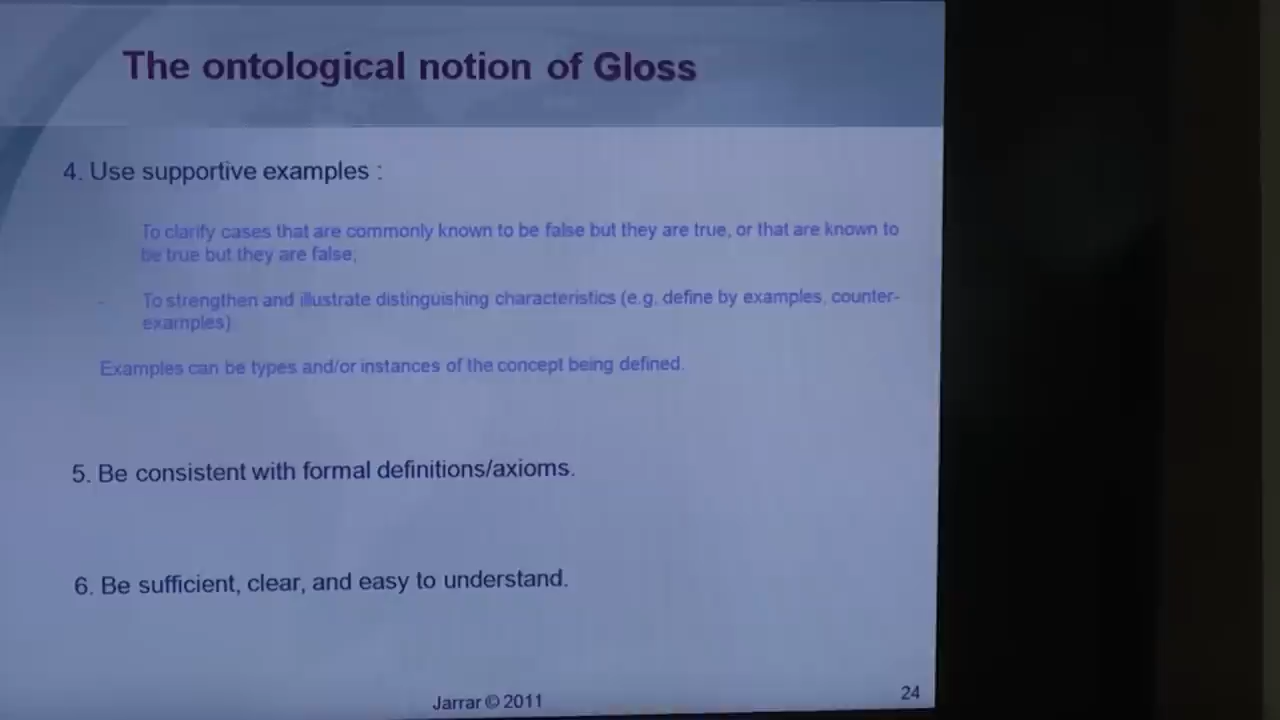 The ontological notion of Gloss
4. Use supportive examples :
To clarify cases that are commonly known to be false but they are true, or that are known to
be true but they are false;
- To strengthen and illustrate distinguishing characteristics (e.g. define by examples, counter-
examples).
Examples can be types and/or instances of the concept being defined.
5. Be consistent with formal definitions/axioms.
6. Be sufficient, clear, and easy to understand.
Jarrar © 2011
24